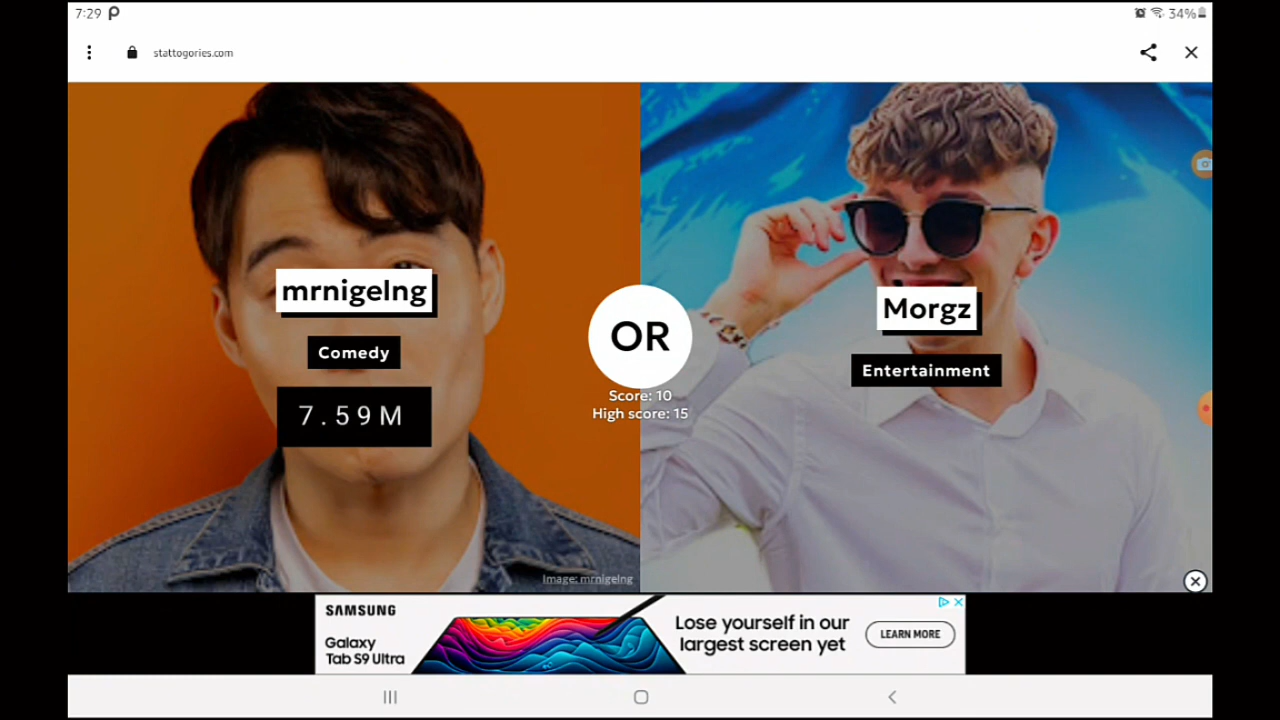 7:29
34%
stattogories.com
mrnigelng
Comedy
7.59M
OR
Score: 10
High score: 15
Morgz
Entertainment
Image: mrnigelng
SAMSUNG
Galaxy
Tab S9 Ultra
Lose yourself in our
largest screen yet
LEARN MORE